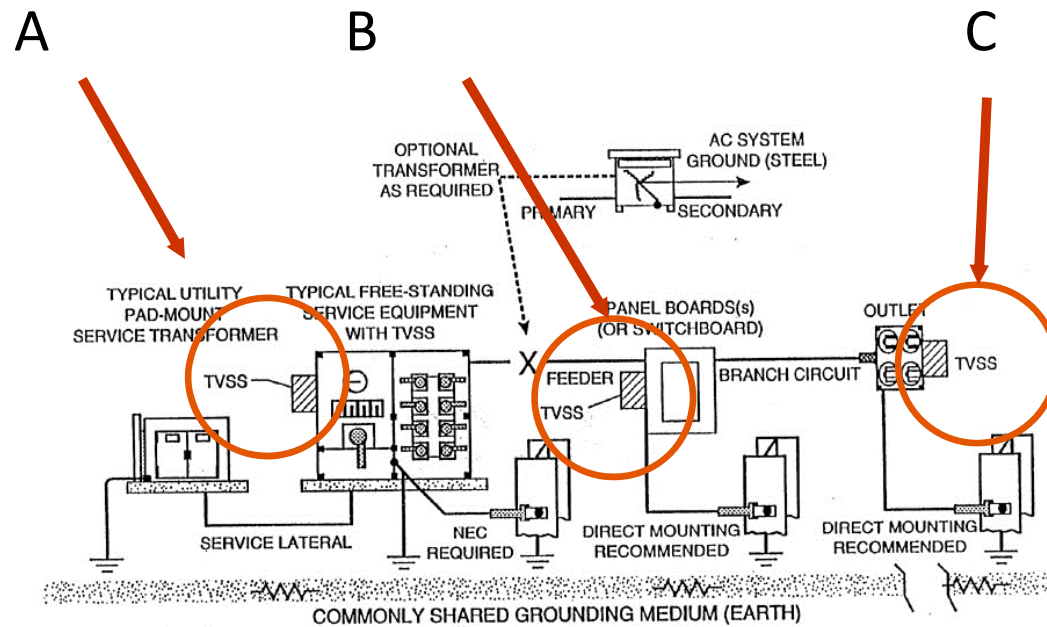 A
B
C
OPTIONAL
TRANSFORMER
AS REQUIRED
AC SYSTEM
GROUND (STEEL)
PRIMARY
SECONDARY
TYPICAL UTILITY
PAD-MOUNT
SERVICE TRANSFORMER
TYPICAL FREE-STANDING
SERVICE EQUIPMENT
WITH TVSS
PANEL BOARDS(s)
(OR SWITCHBOARD)
OUTLET
TVSS
X
FEEDER
TVSS
BRANCH CIRCUIT
TVSS
SERVICE LATERAL
NEC
REQUIRED
DIRECT MOUNTING
RECOMMENDED
DIRECT MOUNTING
RECOMMENDED
COMMONLY SHARED GROUNDING MEDIUM (EARTH)